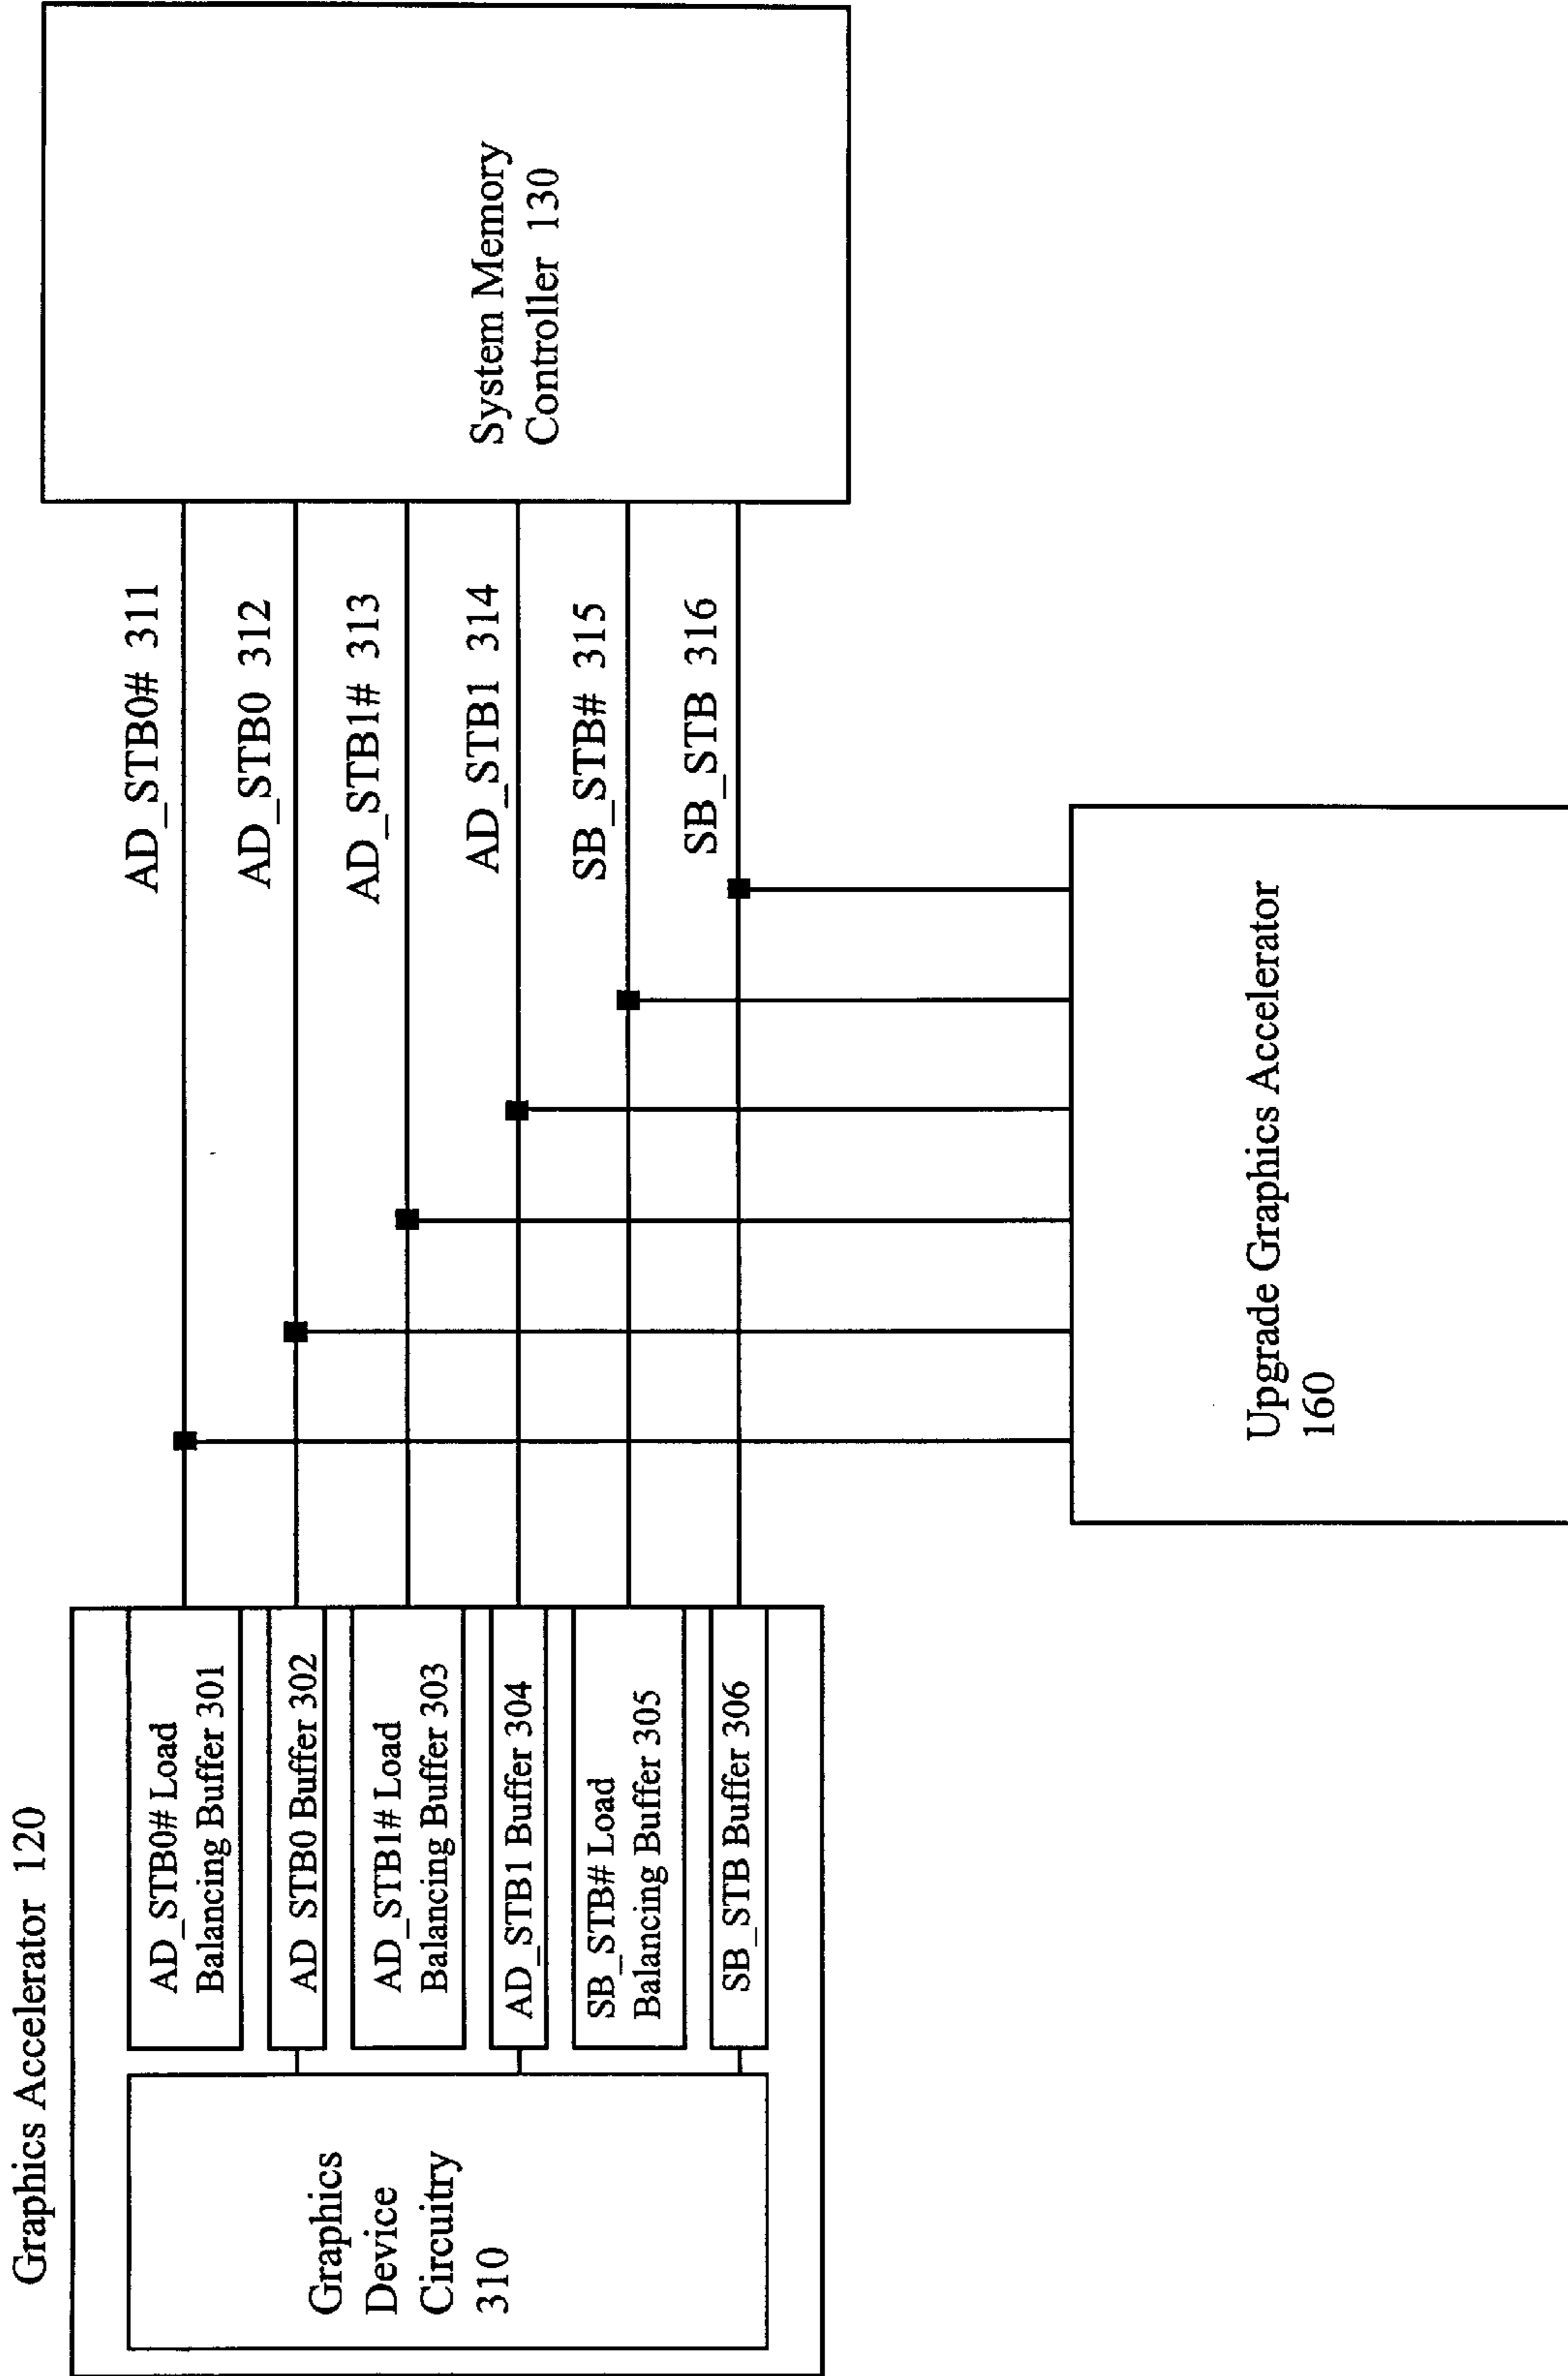 Graphics Accelerator 120
Graphics
Device
Circuitry
310
AD_STB0# Load
Balancing Buffer 301
AD STB0 Buffer 302
AD_STB1# Load
Balancing Buffer 303
AD_STB1 Buffer 304
SB_STB# Load
Balancing Buffer 305
SB_STB Buffer 306
AD_STB0# 311
AD_STB0 312
AD_STB1# 313
AD_STB1 314
SB_STB# 315
SB_STB 316
System Memory
Controller 130
Upgrade Graphics Accelerator
160